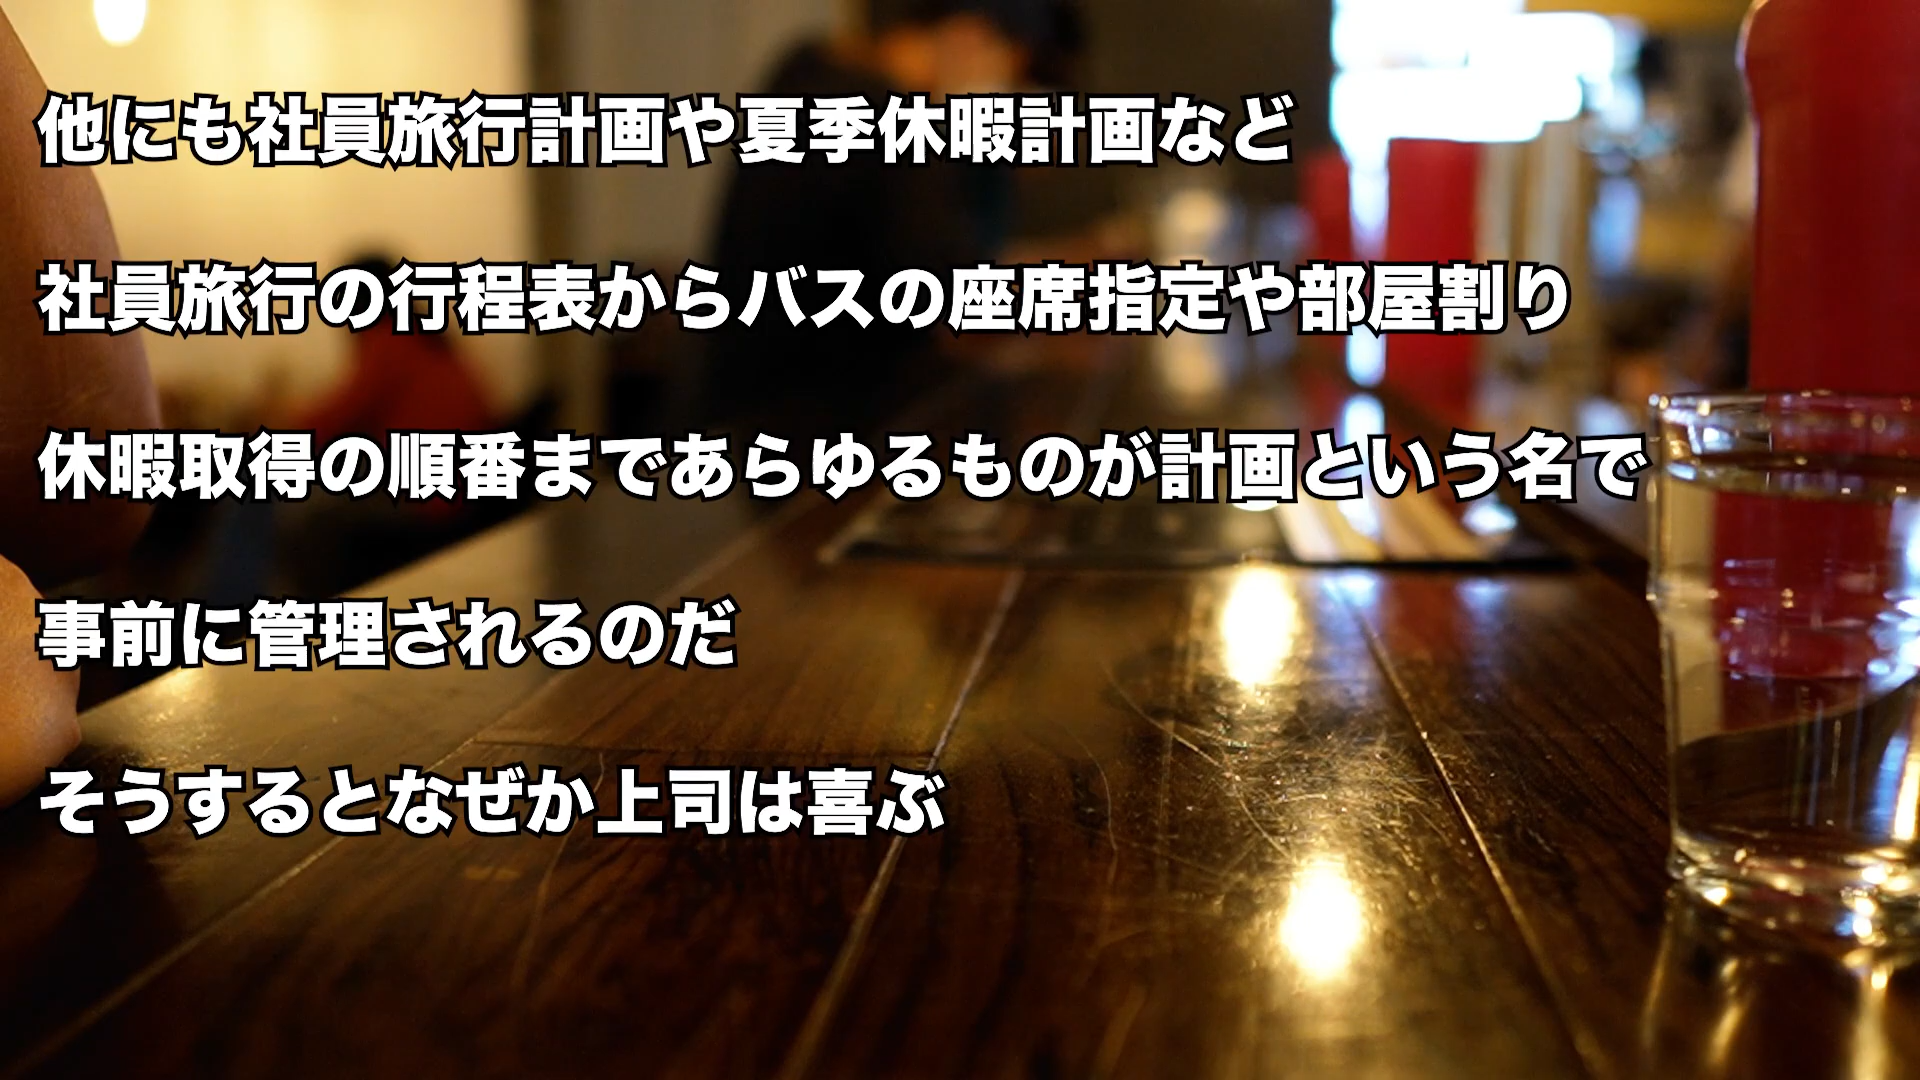 他にも社員旅行計画や夏季休暇計画など
社員旅行の行程表からバスの座席指定や部屋割り
休暇取得の順番まであらゆるものが計画という名で
事前に管理されるのだ
そうするとなぜか上司は喜ぶ